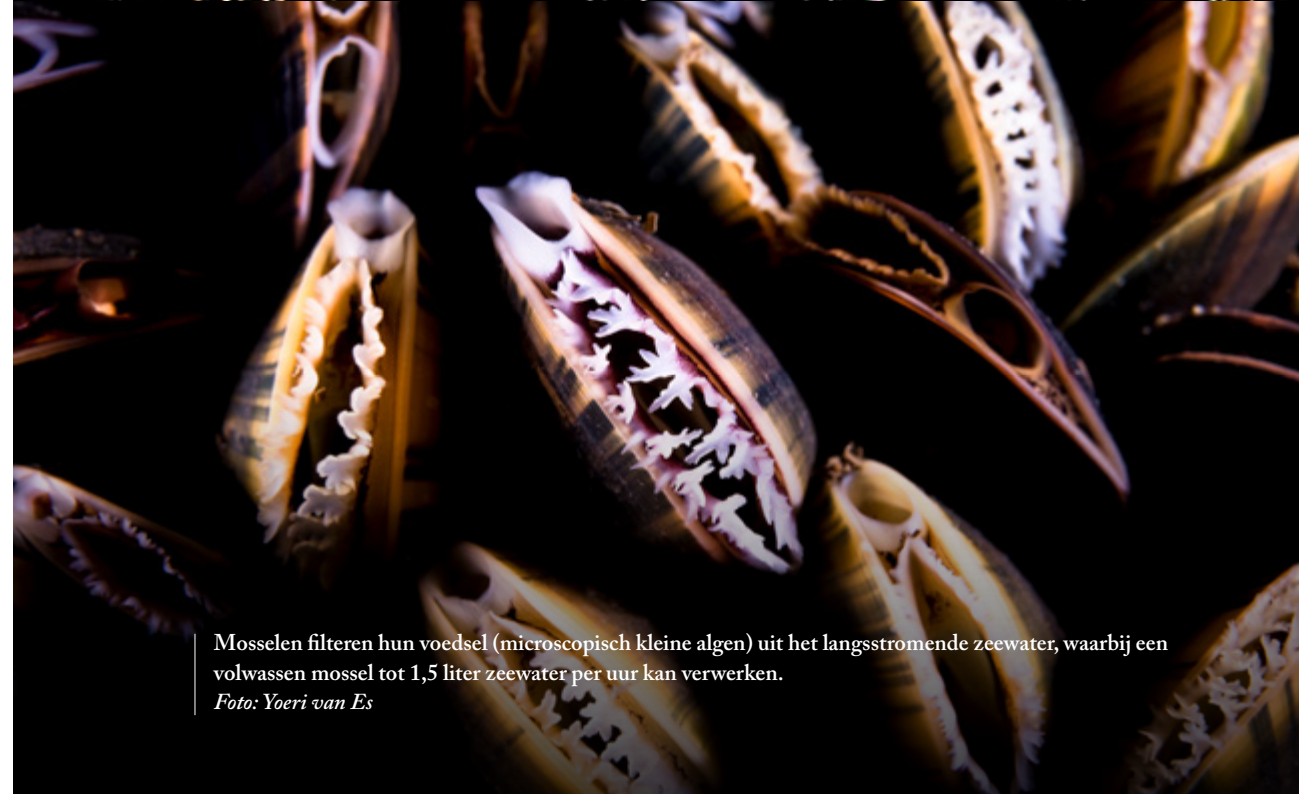 Mosselen filteren hun voedsel (microscopisch kleine algen) uit het langsstromende zeewater, waarbij een
volwassen mossel tot 1,5 liter zeewater per uur kan verwerken.
Foto: Yoeri van Es